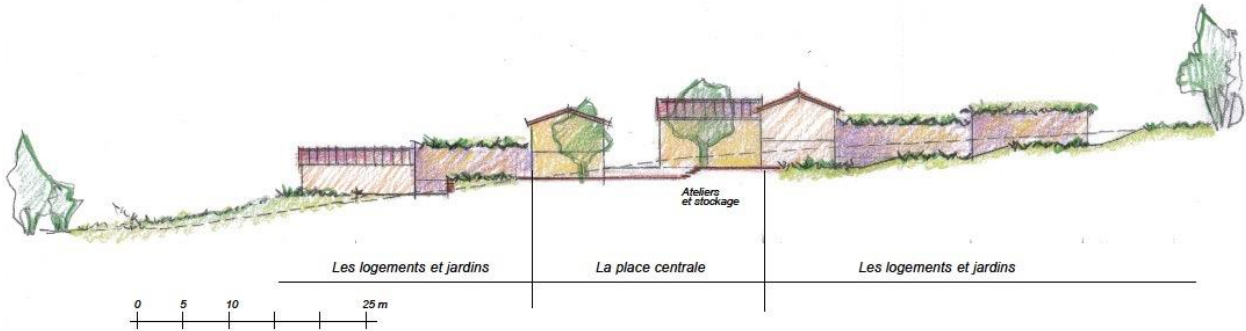 Ateliers
et stockage
Les logements et jardins
La place centrale
Les logements et jardins
0 5 10 25 m